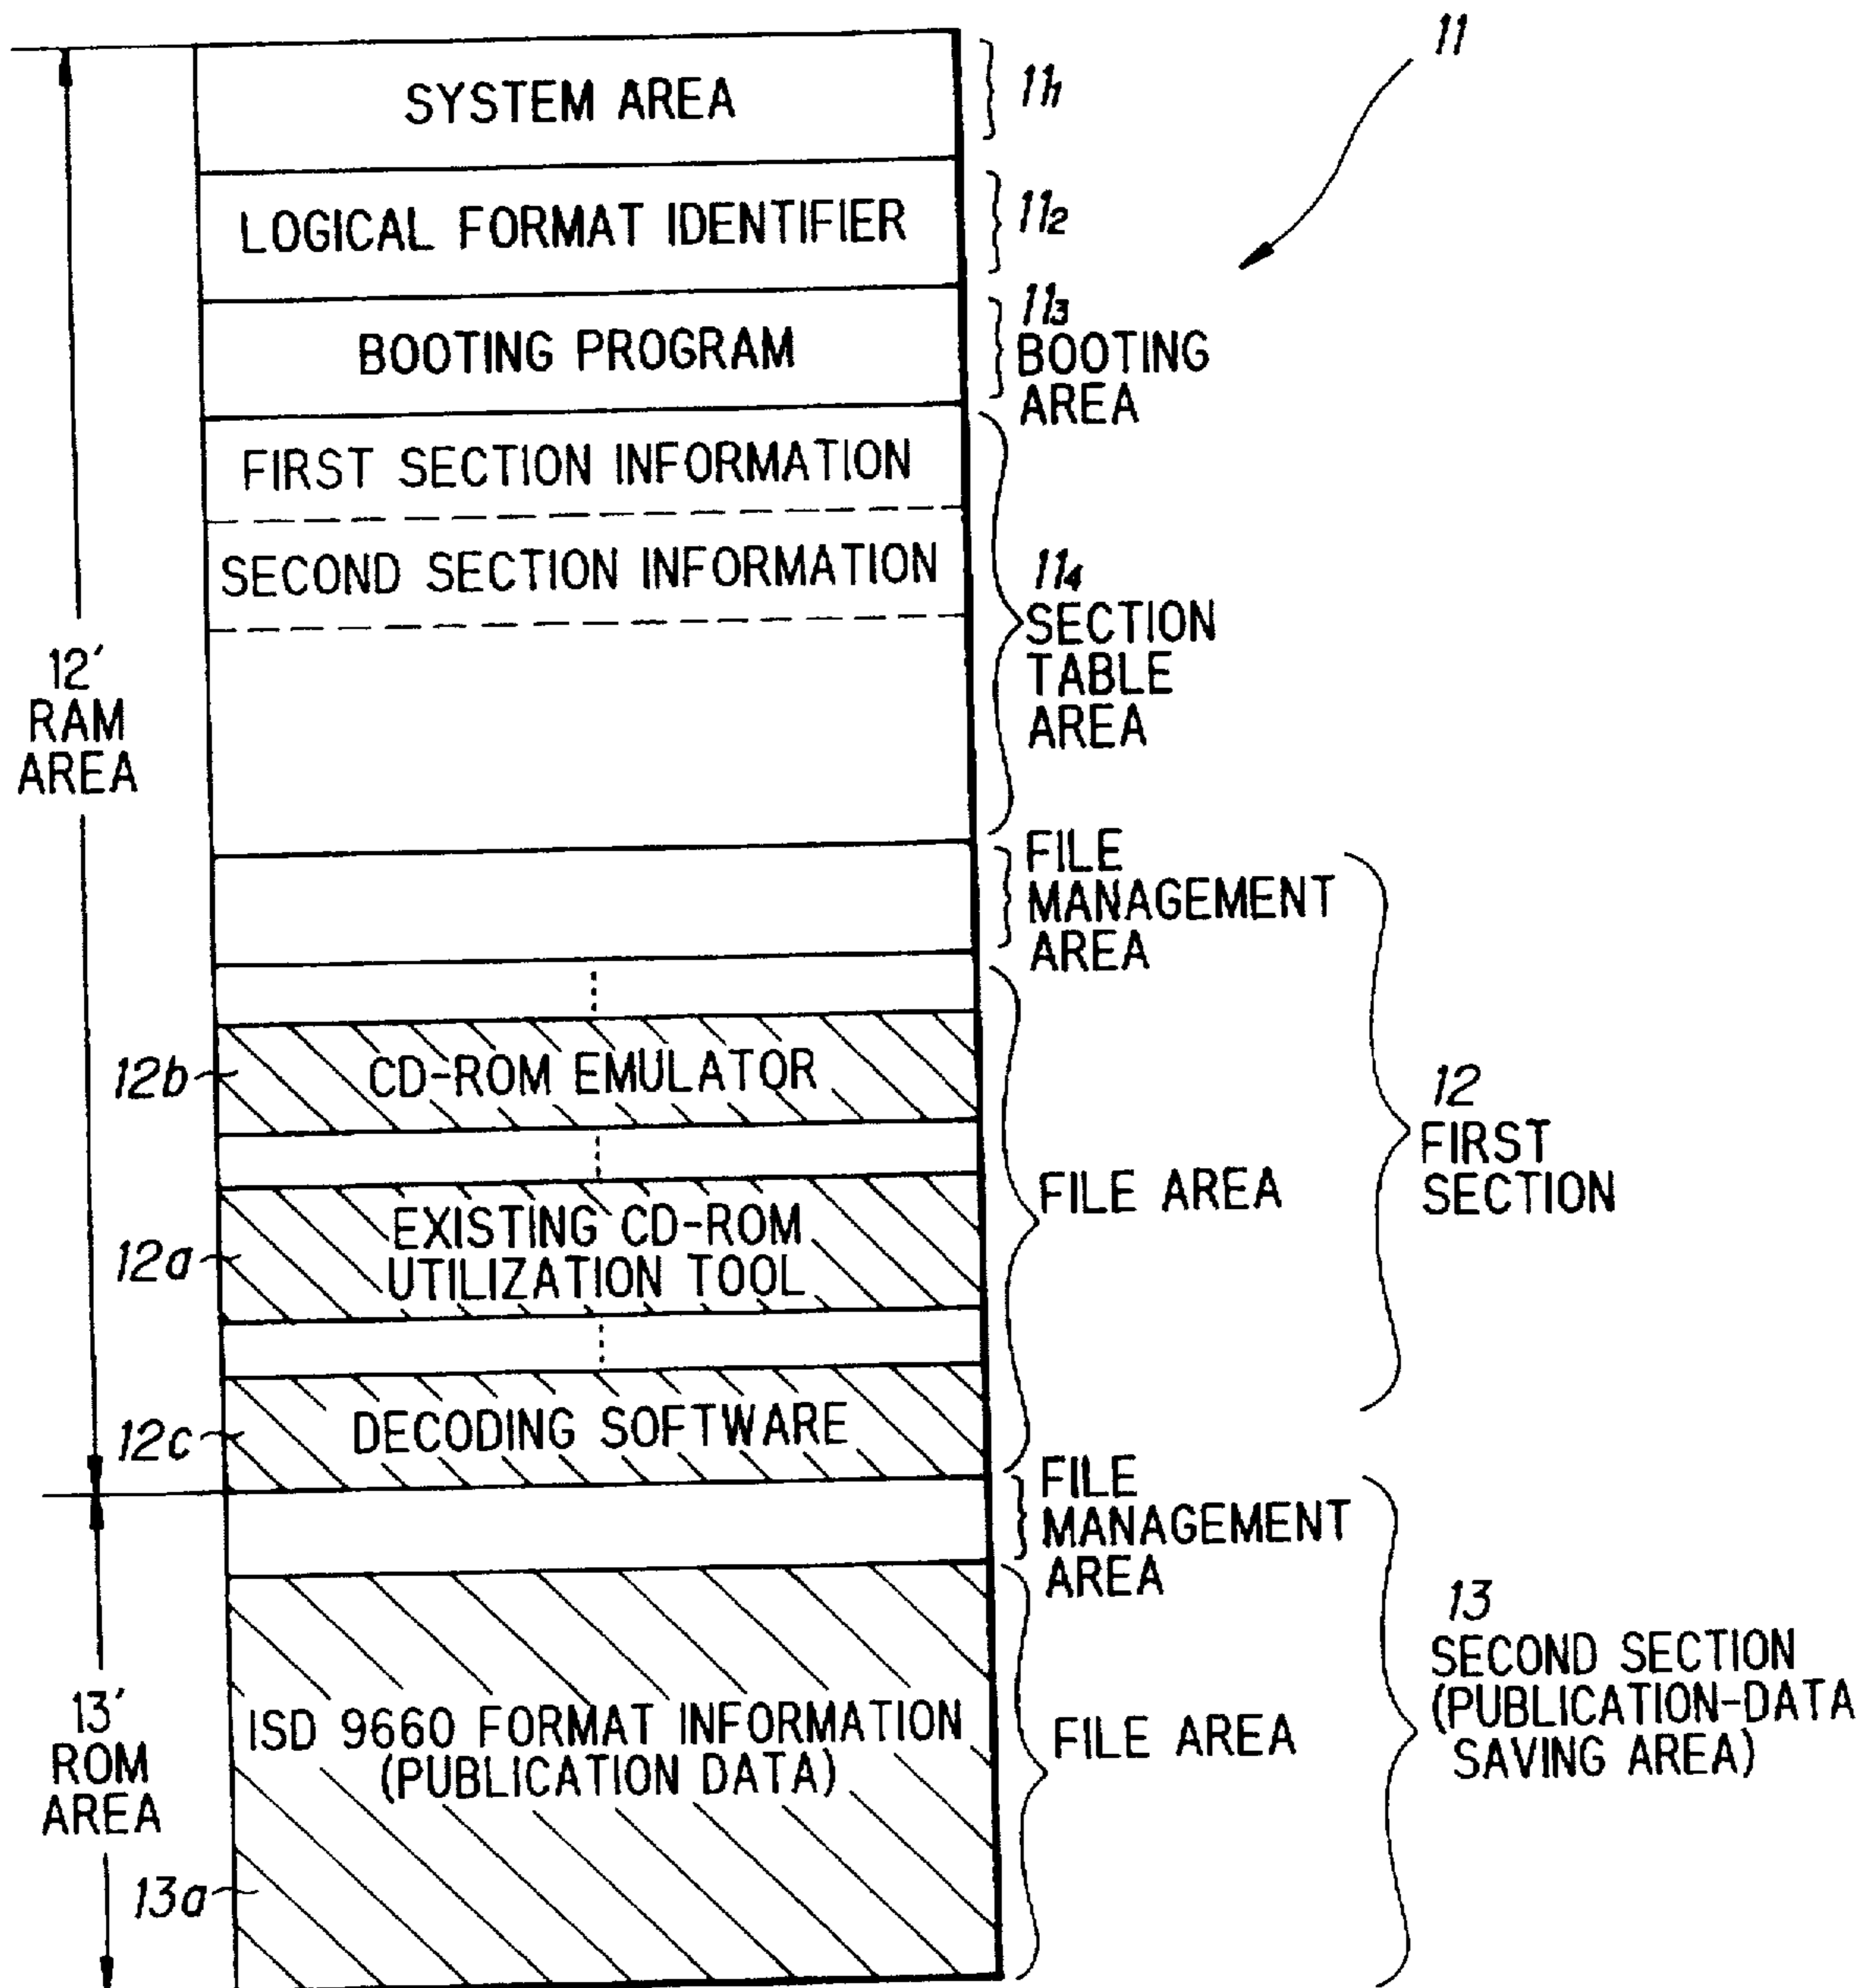 11
SYSTEM AREA
11₁
LOGICAL FORMAT IDENTIFIER
11₂
BOOTING PROGRAM
11₃
BOOTING
AREA
FIRST SECTION INFORMATION
SECOND SECTION INFORMATION
11₄
SECTION
TABLE
AREA
12'
RAM
AREA
FILE
MANAGEMENT
AREA
12b
CD-ROM EMULATOR
12a
EXISTING CD-ROM
UTILIZATION TOOL
FILE AREA
12
FIRST
SECTION
12c
DECODING SOFTWARE
FILE
MANAGEMENT
AREA
13'
ROM
AREA
ISD 9660 FORMAT INFORMATION
(PUBLICATION DATA)
13a
FILE AREA
13
SECOND SECTION
(PUBLICATION-DATA
SAVING AREA)